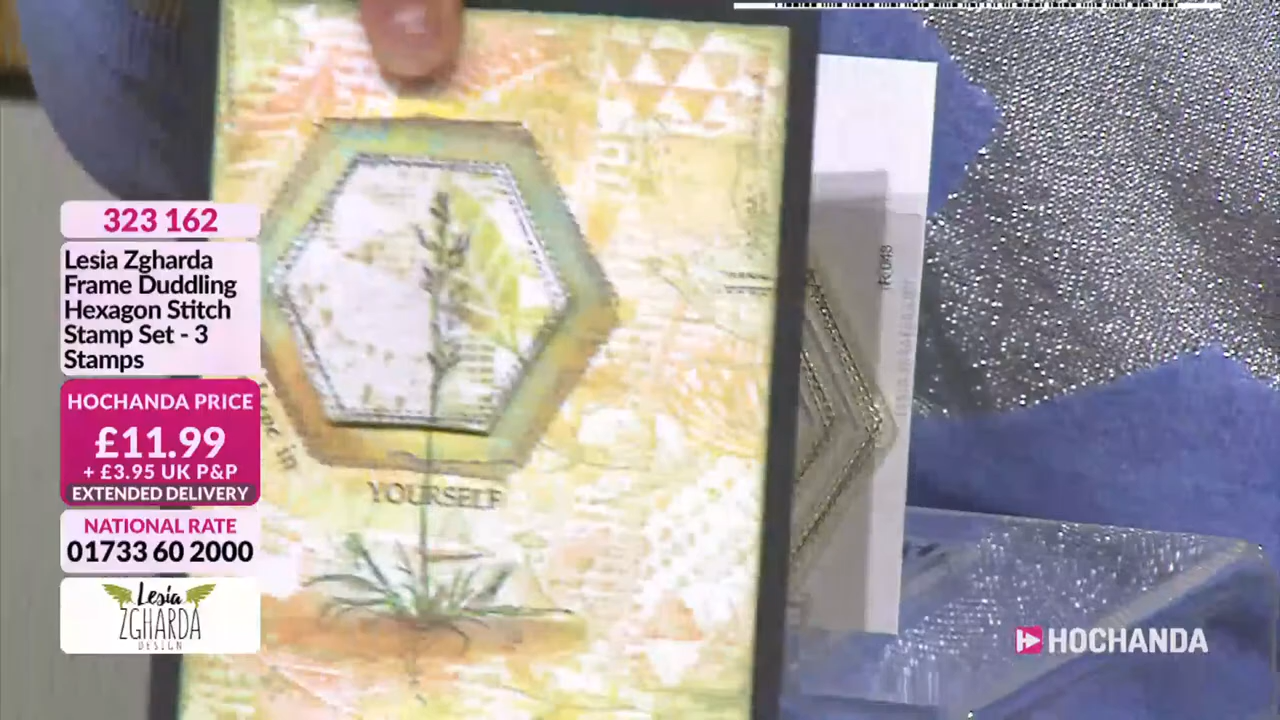 323 162
Lesia Zgharda
Frame Duddling
Hexagon Stitch
Stamp Set - 3
Stamps
HOCHANDA PRICE
£11.99
+ £3.95 UK P&P
EXTENDED DELIVERY
NATIONAL RATE
01733 60 2000
Lesia
ZGHARDA
DESIGN
YOURSELF
HOCHANDA